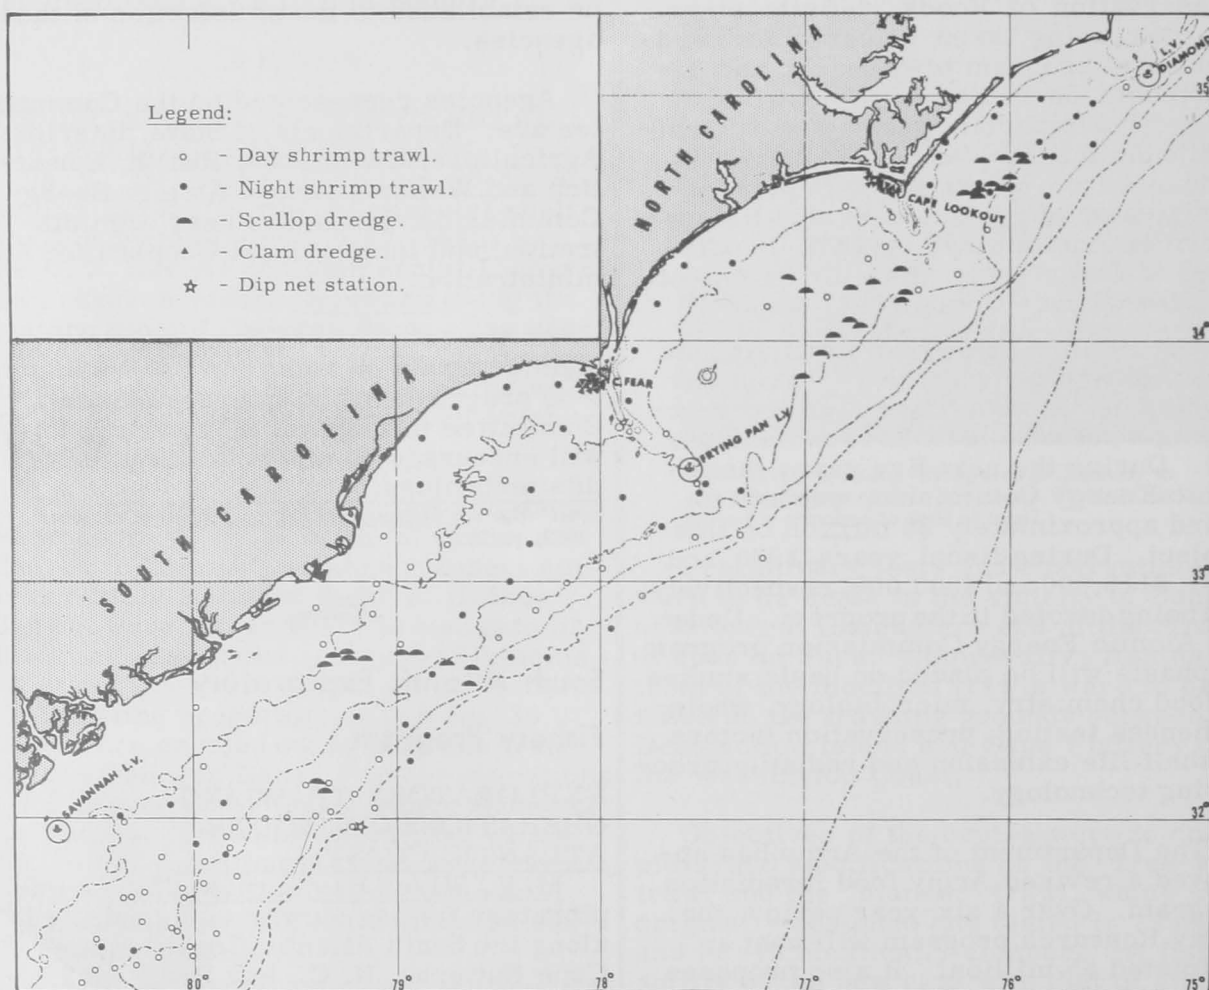 Legend:
○ - Day shrimp trawl.
● - Night shrimp trawl.
- Scallop dredge.
▲ - Clam dredge.
☆ - Dip net station.
NORTH CAROLINA
SOUTH CAROLINA
L.V. DIAMOND
CAPE LOOKOUT
C. FEAR
FRYING PAN L.V.
SAVANNAH L.V.
35°
34°
33°
32°
80°
79°
78°
77°
76°
75°